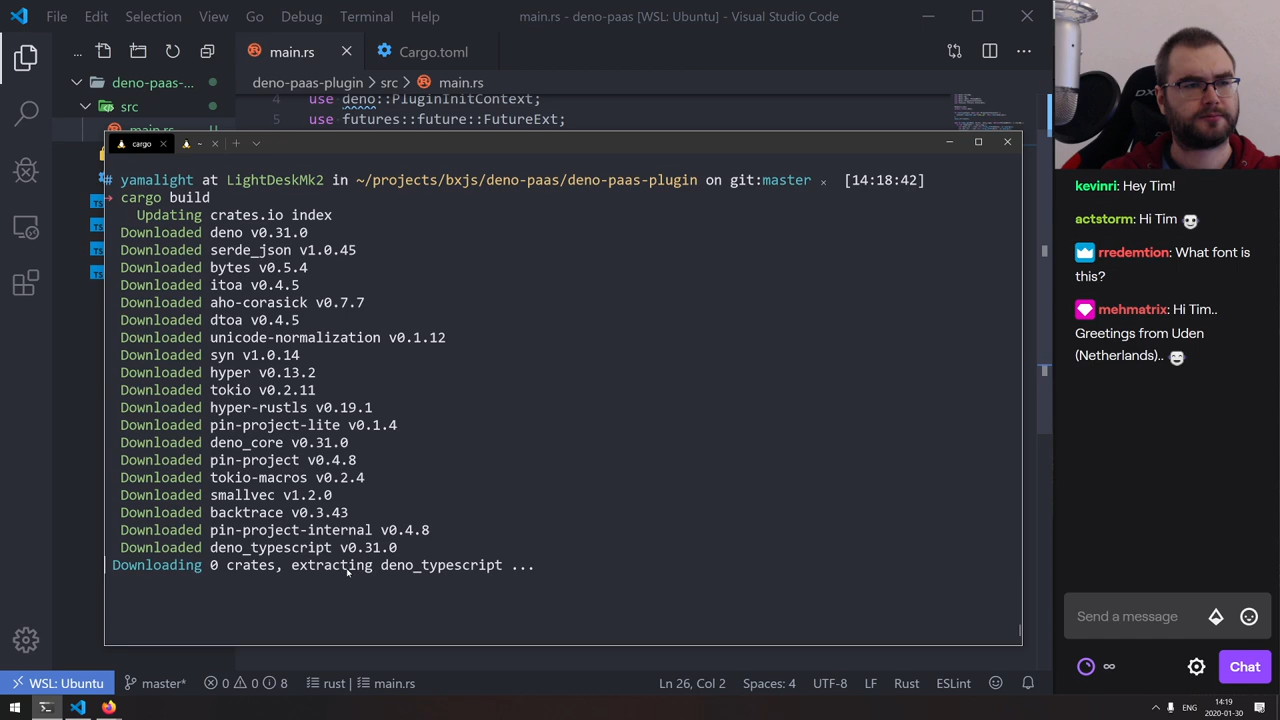 File Edit Selection View Go Debug Terminal Help main.rs - deno-paas [WSL: Ubuntu] - Visual Studio Code
... main.rs Cargo.toml
deno-paas-... deno-paas-plugin src main.rs
4 use deno::PluginInitContext;
src
5 use futures::future::FutureExt;
main.rs U
cargo ~
# yamalight at LightDeskMk2 in ~/projects/bxjs/deno-paas/deno-paas-plugin on git:master × [14:18:42]
→ cargo build
Updating crates.io index
Downloaded deno v0.31.0
Downloaded serde_json v1.0.45
Downloaded bytes v0.5.4
Downloaded itoa v0.4.5
Downloaded aho-corasick v0.7.7
Downloaded dtoa v0.4.5
Downloaded unicode-normalization v0.1.12
Downloaded syn v1.0.14
Downloaded hyper v0.13.2
Downloaded tokio v0.2.11
Downloaded hyper-rustls v0.19.1
Downloaded pin-project-lite v0.1.4
Downloaded deno_core v0.31.0
Downloaded pin-project v0.4.8
Downloaded tokio-macros v0.2.4
Downloaded smallvec v1.2.0
Downloaded backtrace v0.3.43
Downloaded pin-project-internal v0.4.8
Downloaded deno_typescript v0.31.0
Downloading 0 crates, extracting deno_typescript ...
TS
TS
TS
TS
WSL: Ubuntu master* 0 0 8 rust | main.rs Ln 26, Col 2 Spaces: 4 UTF-8 LF Rust ESLint
DX
kevinri: Hey Tim!
actstorm: Hi Tim
rredemtion: What font is
this?
mehmatrix: Hi Tim..
Greetings from Uden
(Netherlands)..
Send a message
∞ Chat
ENG 14:19
2020-01-30